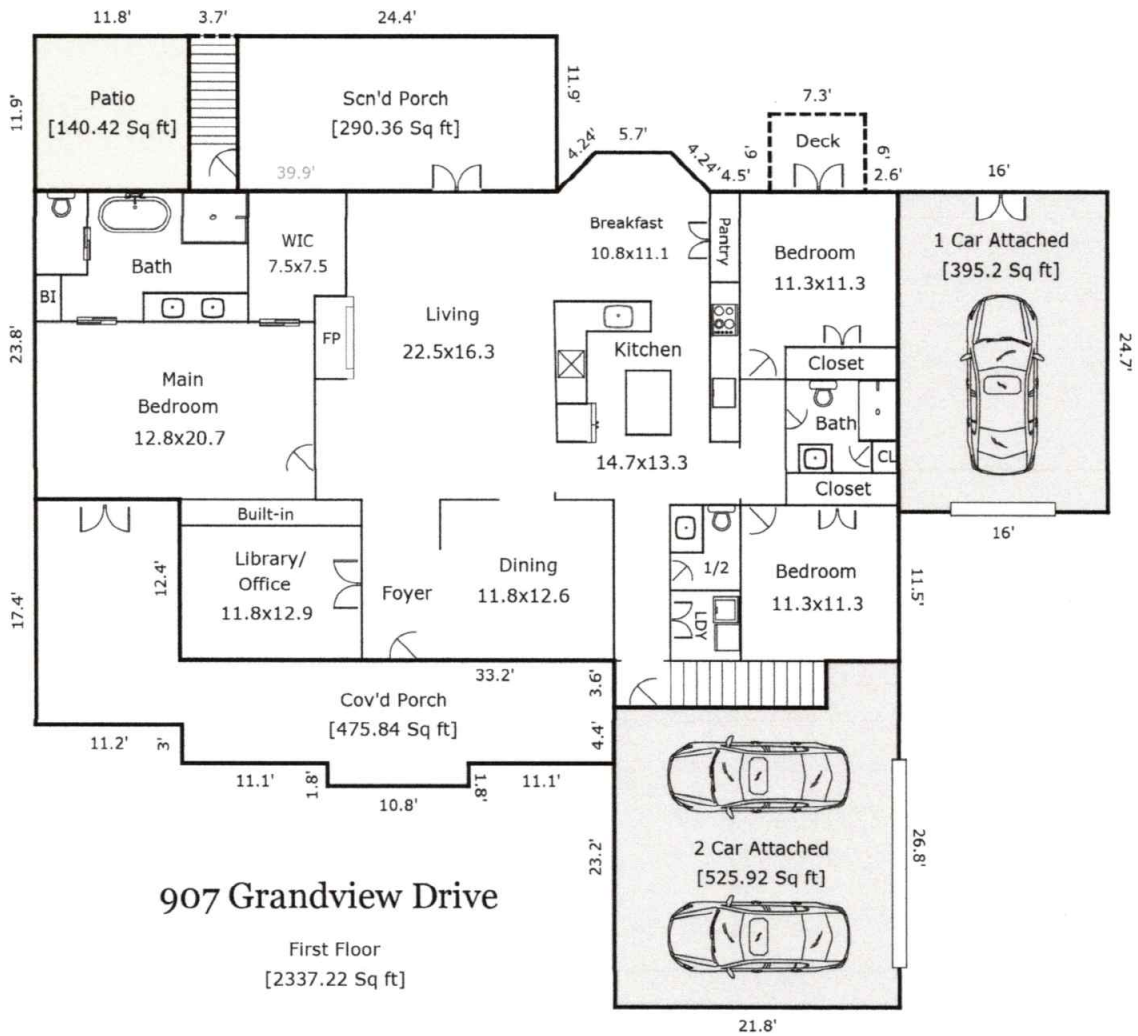 11.8'
3.7'
24.4'
11.9'
Patio
[140.42 Sq ft]
Scn'd Porch
[290.36 Sq ft]
39.9'
11.9'
4.24'
5.7'
4.24'
4.5'
6'
7.3'
Deck
6'
2.6'
16'
BI
Bath
WIC
7.5x7.5
FP
Living
22.5x16.3
Breakfast
10.8x11.1
Pantry
Kitchen
14.7x13.3
Bedroom
11.3x11.3
Closet
Bath
CL
Closet
1 Car Attached
[395.2 Sq ft]
24.7'
16'
23.8'
Main
Bedroom
12.8x20.7
Built-in
Library/
Office
11.8x12.9
12.4'
17.4'
Foyer
Dining
11.8x12.6
1/2
LDY
Bedroom
11.3x11.3
11.5'
33.2'
3.6'
Cov'd Porch
[475.84 Sq ft]
4.4'
11.2'
3'
11.1'
1.8'
10.8'
1.8'
11.1'
23.2'
2 Car Attached
[525.92 Sq ft]
26.8'
21.8'
907 Grandview Drive
First Floor
[2337.22 Sq ft]